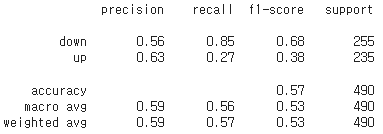 precision recall f1-score support
down 0.56 0.85 0.68 255
up 0.63 0.27 0.38 235
accuracy 0.57 490
macro avg 0.59 0.56 0.53 490
weighted avg 0.59 0.57 0.53 490